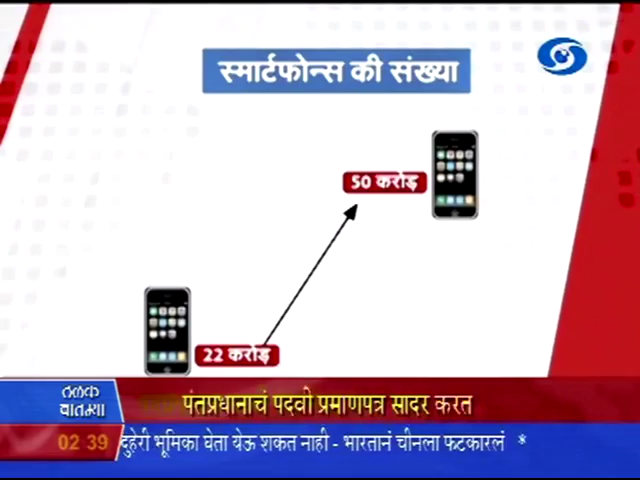 स्मार्टफोन्स की संख्या
50 करोड़
22 करोड़
ठळक
बातम्या
पंतप्रधानाचं पदवी प्रमाणपत्र सादर करत
02 39
दुहेरी भूमिका घेता येऊ शकत नाही - भारतानं चीनला फटकारलं *